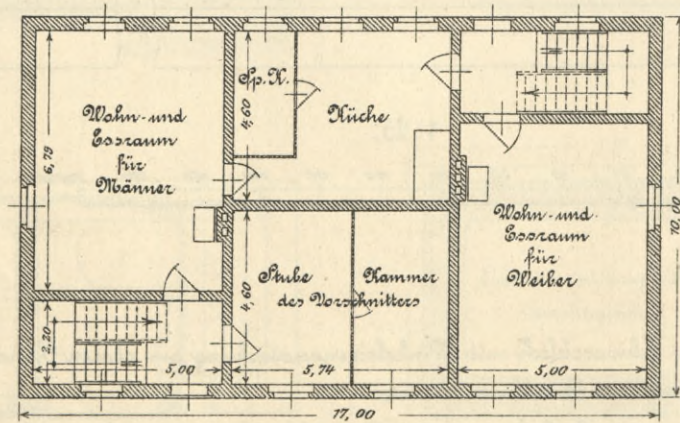 Wohn- und
Essraum
für
Männer
6,79
Sp. K.
4,60
Küche
10,00
Wohn- und
Essraum
für
Weiber
Stube
Kammer
des Vorschnitters
4,60
2,20
5,00
5,74
5,00
17,00